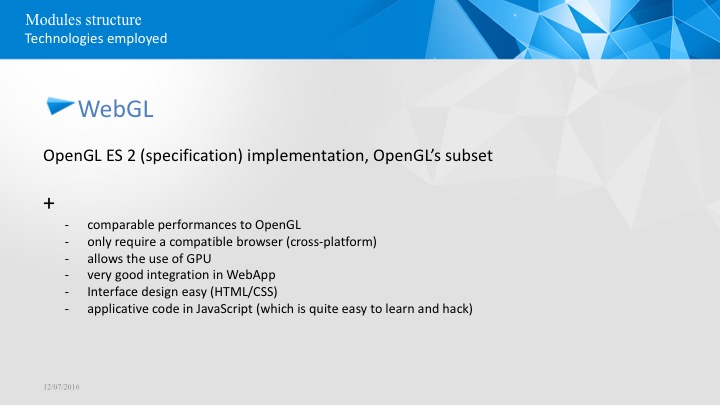 Modules structure
Technologies employed
WebGL
OpenGL ES 2 (specification) implementation, OpenGL’s subset
+
- comparable performances to OpenGL
- only require a compatible browser (cross-platform)
- allows the use of GPU
- very good integration in WebApp
- Interface design easy (HTML/CSS)
- applicative code in JavaScript (which is quite easy to learn and hack)
12/07/2016